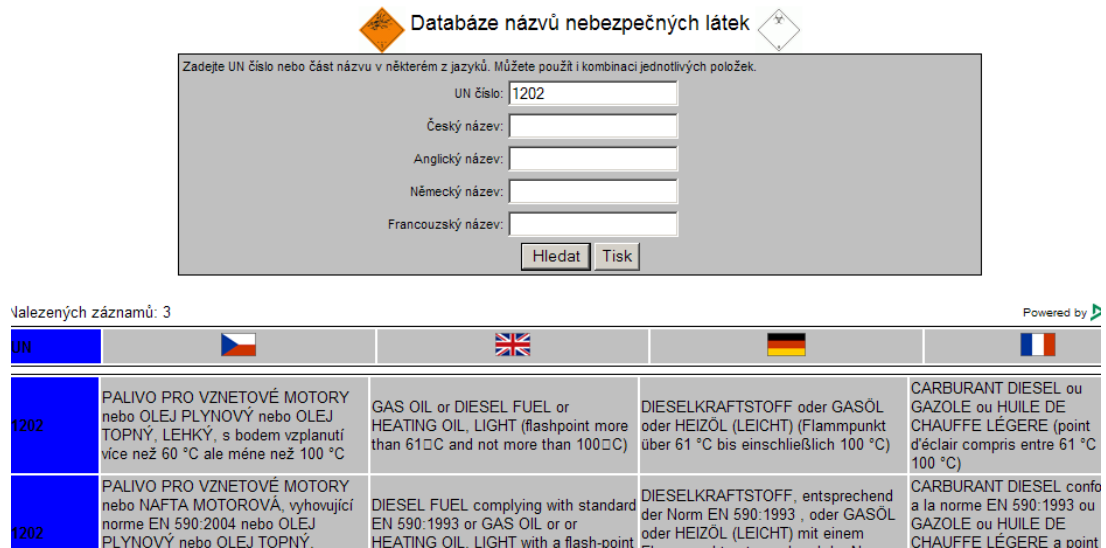 Databáze názvů nebezpečných látek
Zadejte UN číslo nebo část názvu v některém z jazyků. Můžete použít i kombinaci jednotlivých položek.
UN číslo: 1202
Český název:
Anglický název:
Německý název:
Francouzský název:
Hledat Tisk
Nalezených záznamů: 3
Powered by
UN
1202
PALIVO PRO VZNETOVÉ MOTORY
nebo OLEJ PLYNOVÝ nebo OLEJ
TOPNÝ, LEHKÝ, s bodem vzplanutí
více než 60 °C ale méne než 100 °C
GAS OIL or DIESEL FUEL or
HEATING OIL, LIGHT (flashpoint more
than 61□C and not more than 100□C)
DIESELKRAFTSTOFF oder GASÖL
oder HEIZÖL (LEICHT) (Flammpunkt
über 61 °C bis einschließlich 100 °C)
CARBURANT DIESEL ou
GAZOLE ou HUILE DE
CHAUFFE LÉGERE (point
d'éclair compris entre 61 °C
100 °C)
1202
PALIVO PRO VZNETOVÉ MOTORY
nebo NAFTA MOTOROVÁ, vyhovující
norme EN 590:2004 nebo OLEJ
PLYNOVÝ nebo OLEJ TOPNÝ,
DIESEL FUEL complying with standard
EN 590:1993 or GAS OIL or or
HEATING OIL, LIGHT with a flash-point
DIESELKRAFTSTOFF, entsprechend
der Norm EN 590:1993 , oder GASÖL
oder HEIZÖL (LEICHT) mit einem
CARBURANT DIESEL confo
a la norme EN 590:1993 ou
GAZOLE ou HUILE DE
CHAUFFE LÉGERE a point